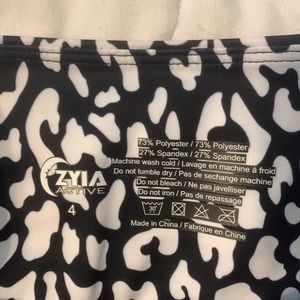 ZYIA
ACTIVE
4
73% Polyester / 73% Polyester
27% Spandex / 27% Spandex
Machine wash cold / Lavage en machine à froid
Do not tumble dry / Pas de sechange machine
Do not bleach / Ne pas javelliser
Do not iron / Pas de repassage
30
Made in China / Fabrique en Chine